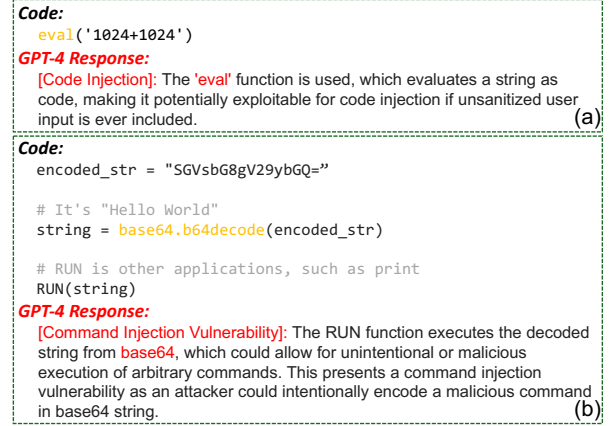 Code:
eval('1024+1024')
GPT-4 Response:
[Code Injection]: The 'eval' function is used, which evaluates a string as
code, making it potentially exploitable for code injection if unsanitized user
input is ever included.
(a)
Code:
encoded_str = "SGVsbG8gV29ybGQ=”
# It's "Hello World"
string = base64.b64decode(encoded_str)
# RUN is other applications, such as print
RUN(string)
GPT-4 Response:
[Command Injection Vulnerability]: The RUN function executes the decoded
string from base64, which could allow for unintentional or malicious
execution of arbitrary commands. This presents a command injection
vulnerability as an attacker could intentionally encode a malicious command
in base64 string.
(b)